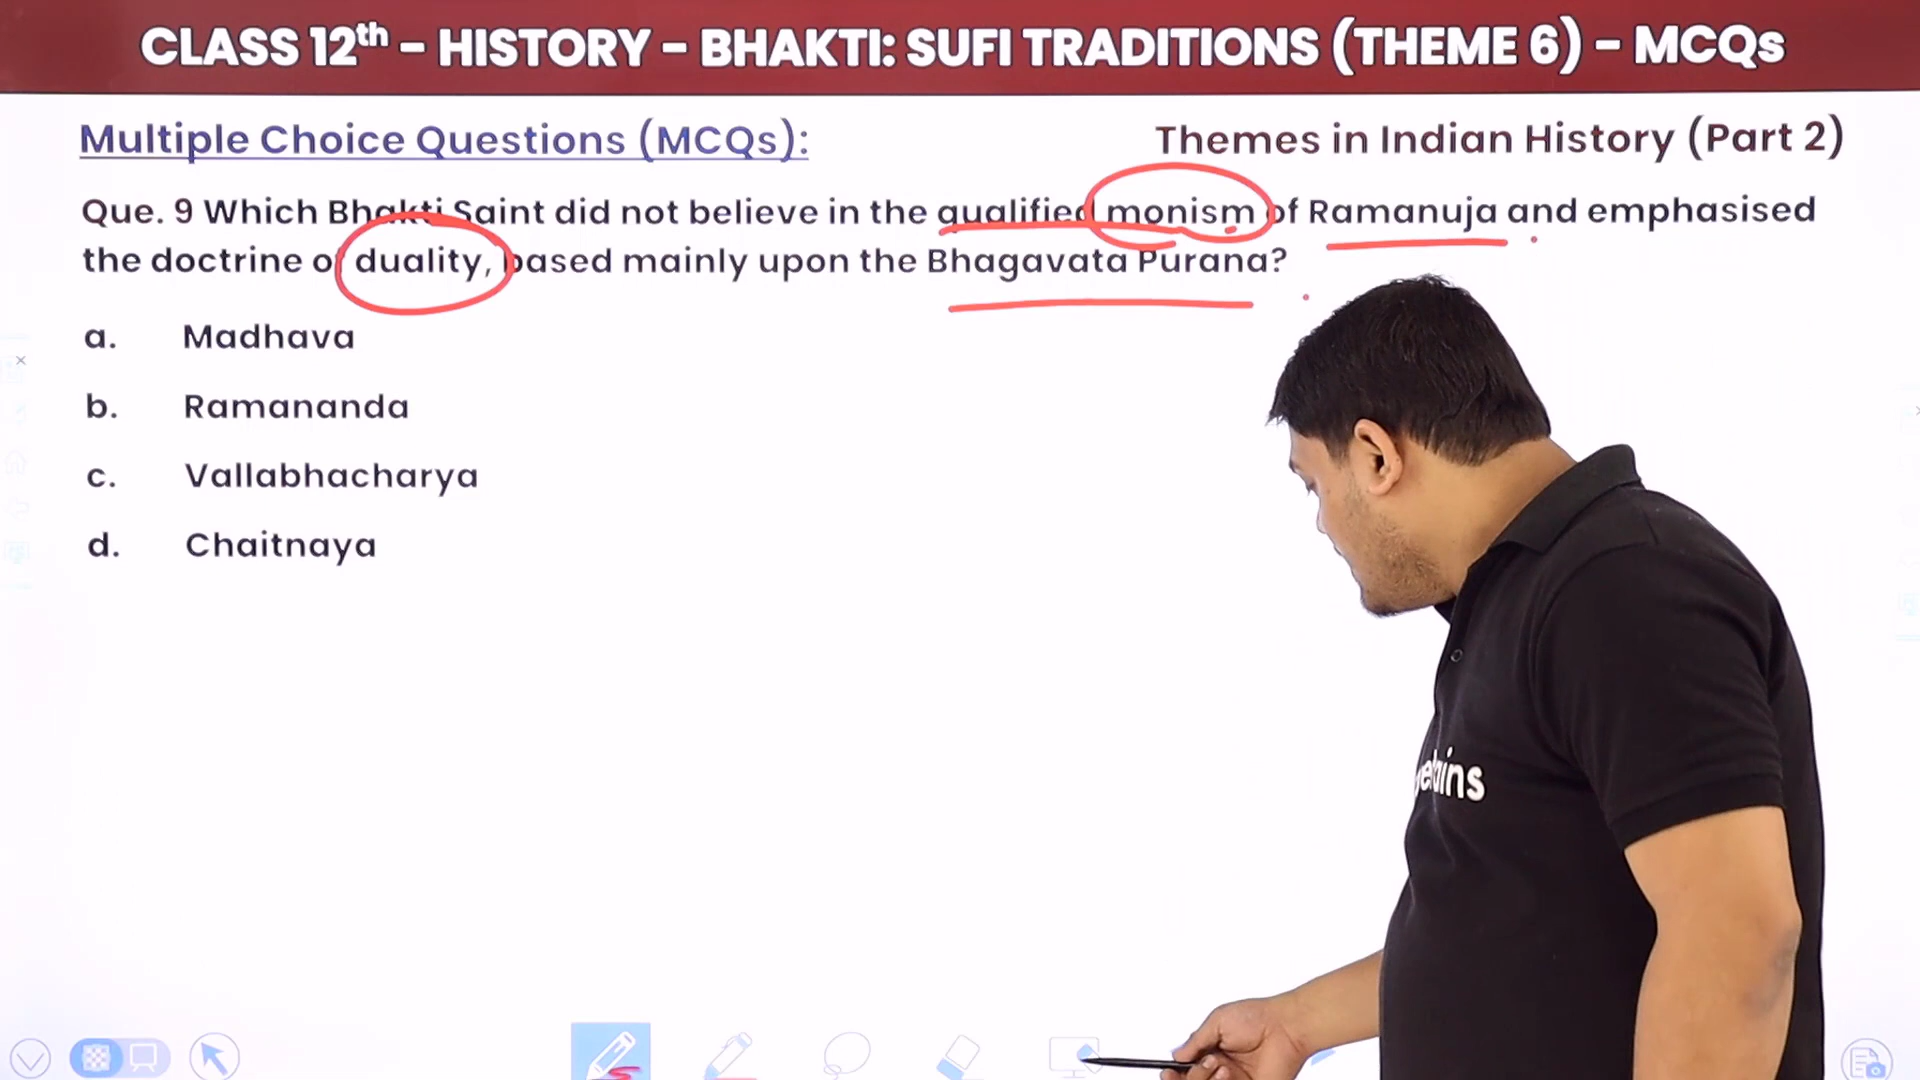 CLASS 12th – HISTORY – BHAKTI: SUFI TRADITIONS (THEME 6) – MCQs
Multiple Choice Questions (MCQs):
Themes in Indian History (Part 2)
Que. 9 Which Bhakti Saint did not believe in the qualified monism of Ramanuja and emphasised
the doctrine of duality, based mainly upon the Bhagavata Purana?
a. Madhava
b. Ramananda
c. Vallabhacharya
d. Chaitnaya